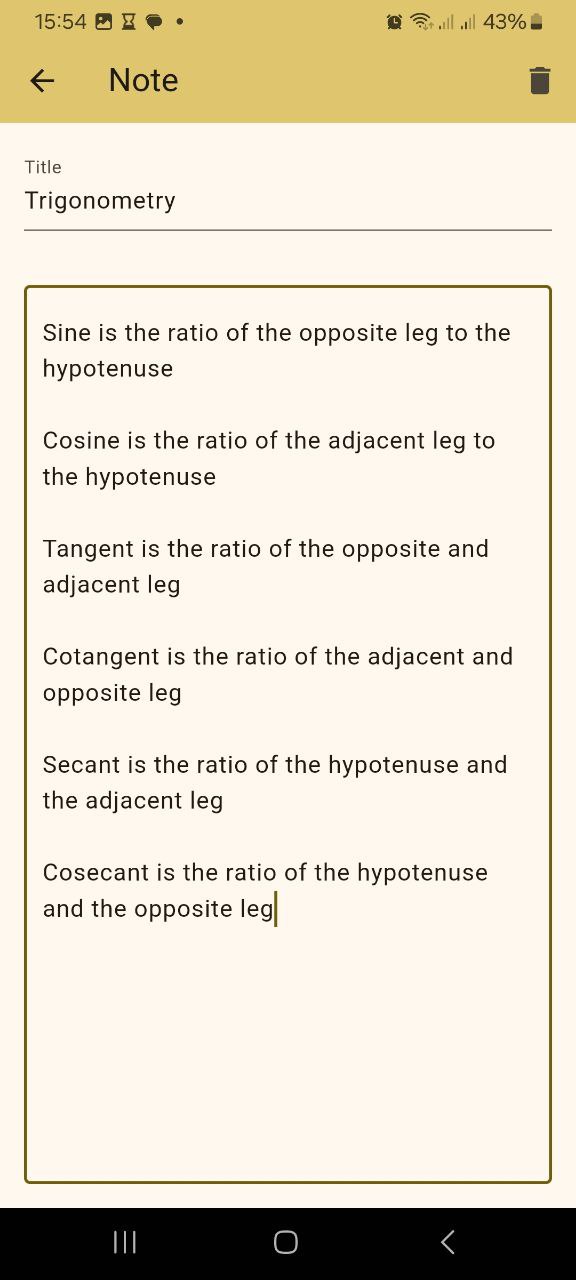 15:54 43%
Note
Title
Trigonometry
Sine is the ratio of the opposite leg to the
hypotenuse
Cosine is the ratio of the adjacent leg to
the hypotenuse
Tangent is the ratio of the opposite and
adjacent leg
Cotangent is the ratio of the adjacent and
opposite leg
Secant is the ratio of the hypotenuse and
the adjacent leg
Cosecant is the ratio of the hypotenuse
and the opposite leg